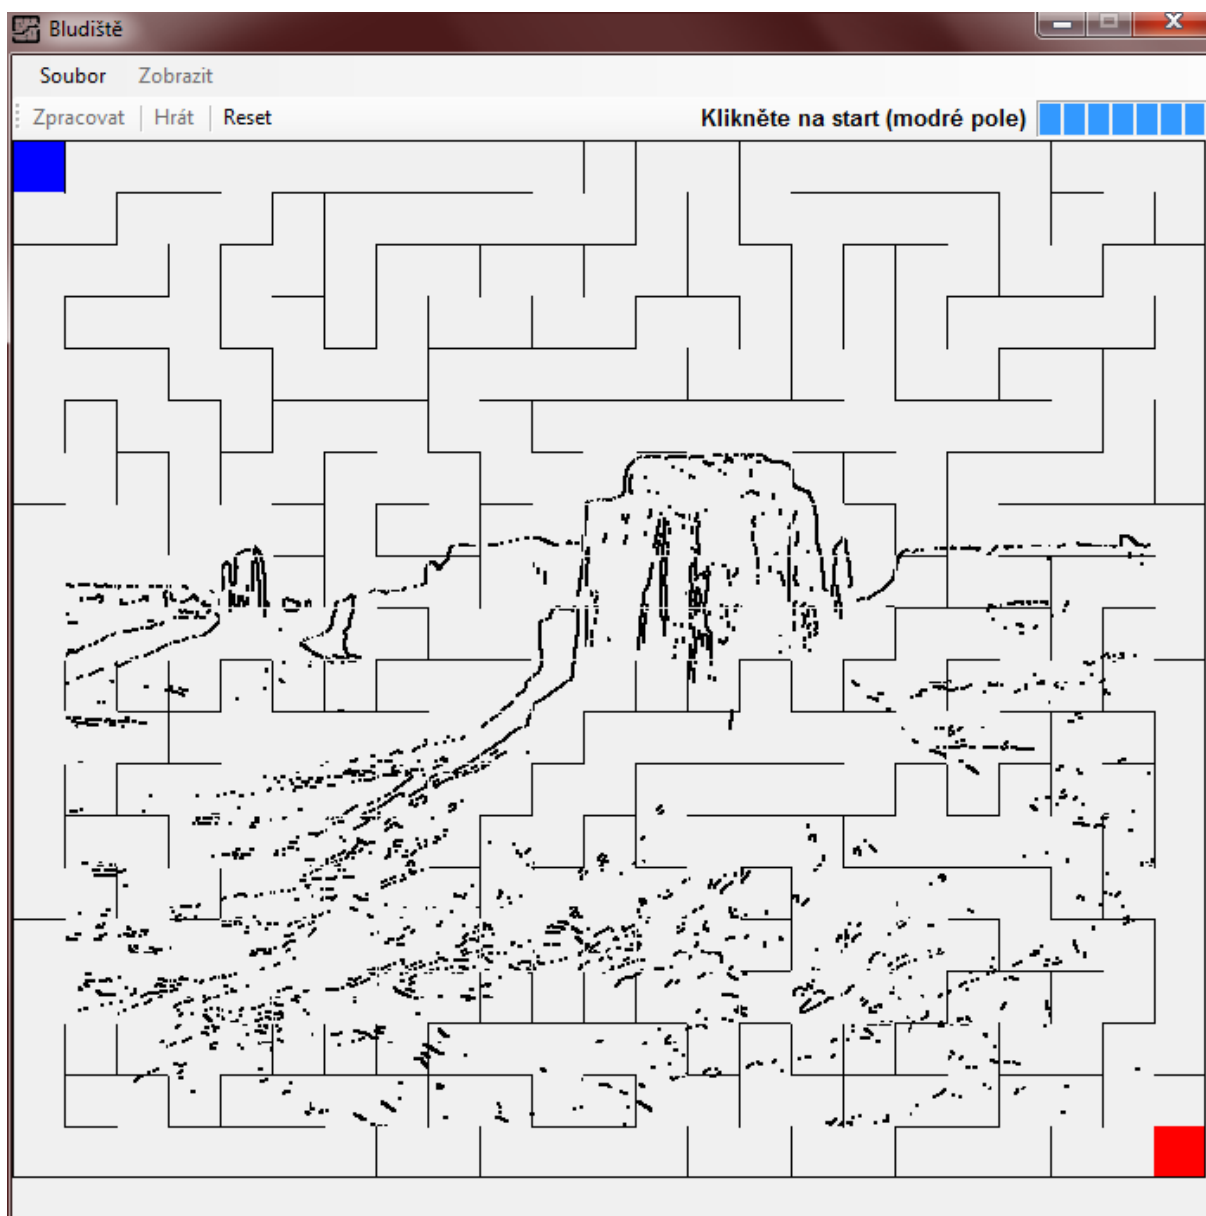 Bludiště
Soubor Zobrazit
Zpracovat Hrát Reset Klikněte na start (modré pole)